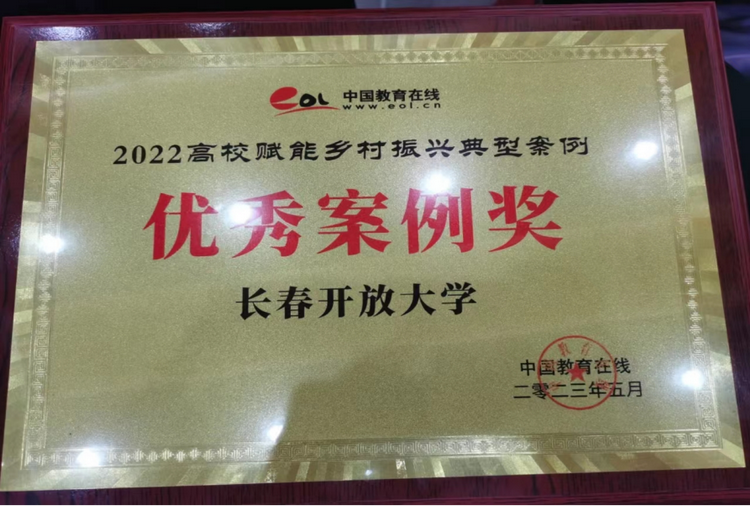 eoL 中国教育在线
www.eol.cn
2022高校赋能乡村振兴典型案例
优秀案例奖
长春开放大学
中国教育在线
二零二三年五月